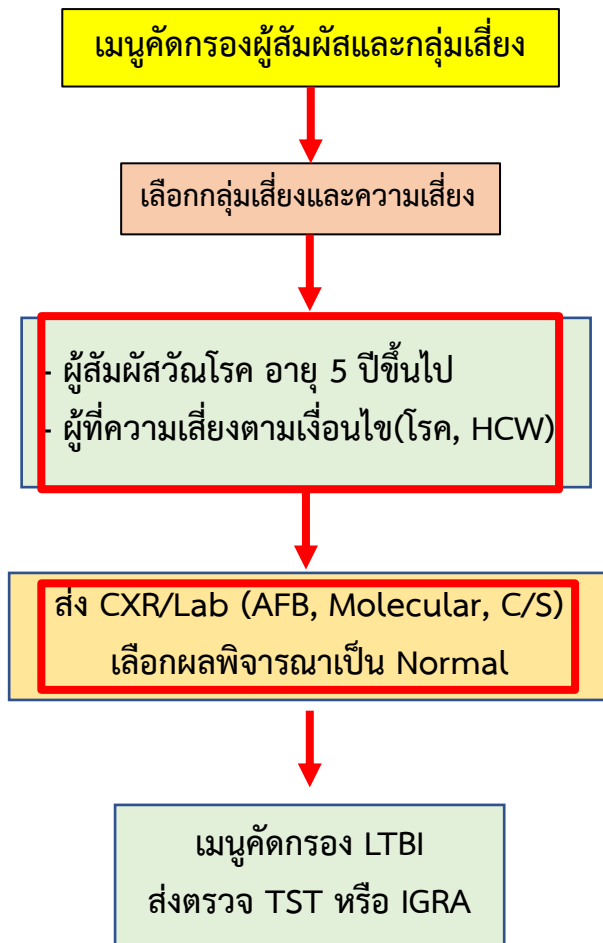 เมนูคัดกรองผู้สัมผัสและกลุ่มเสี่ยง
เลือกกลุ่มเสี่ยงและความเสี่ยง
- ผู้สัมผัสวัณโรค อายุ 5 ปีขึ้นไป
- ผู้ที่ความเสี่ยงตามเงื่อนไข(โรค, HCW)
ส่ง CXR/Lab (AFB, Molecular, C/S)
เลือกผลพิจารณาเป็น Normal
เมนูคัดกรอง LTBI
ส่งตรวจ TST หรือ IGRA